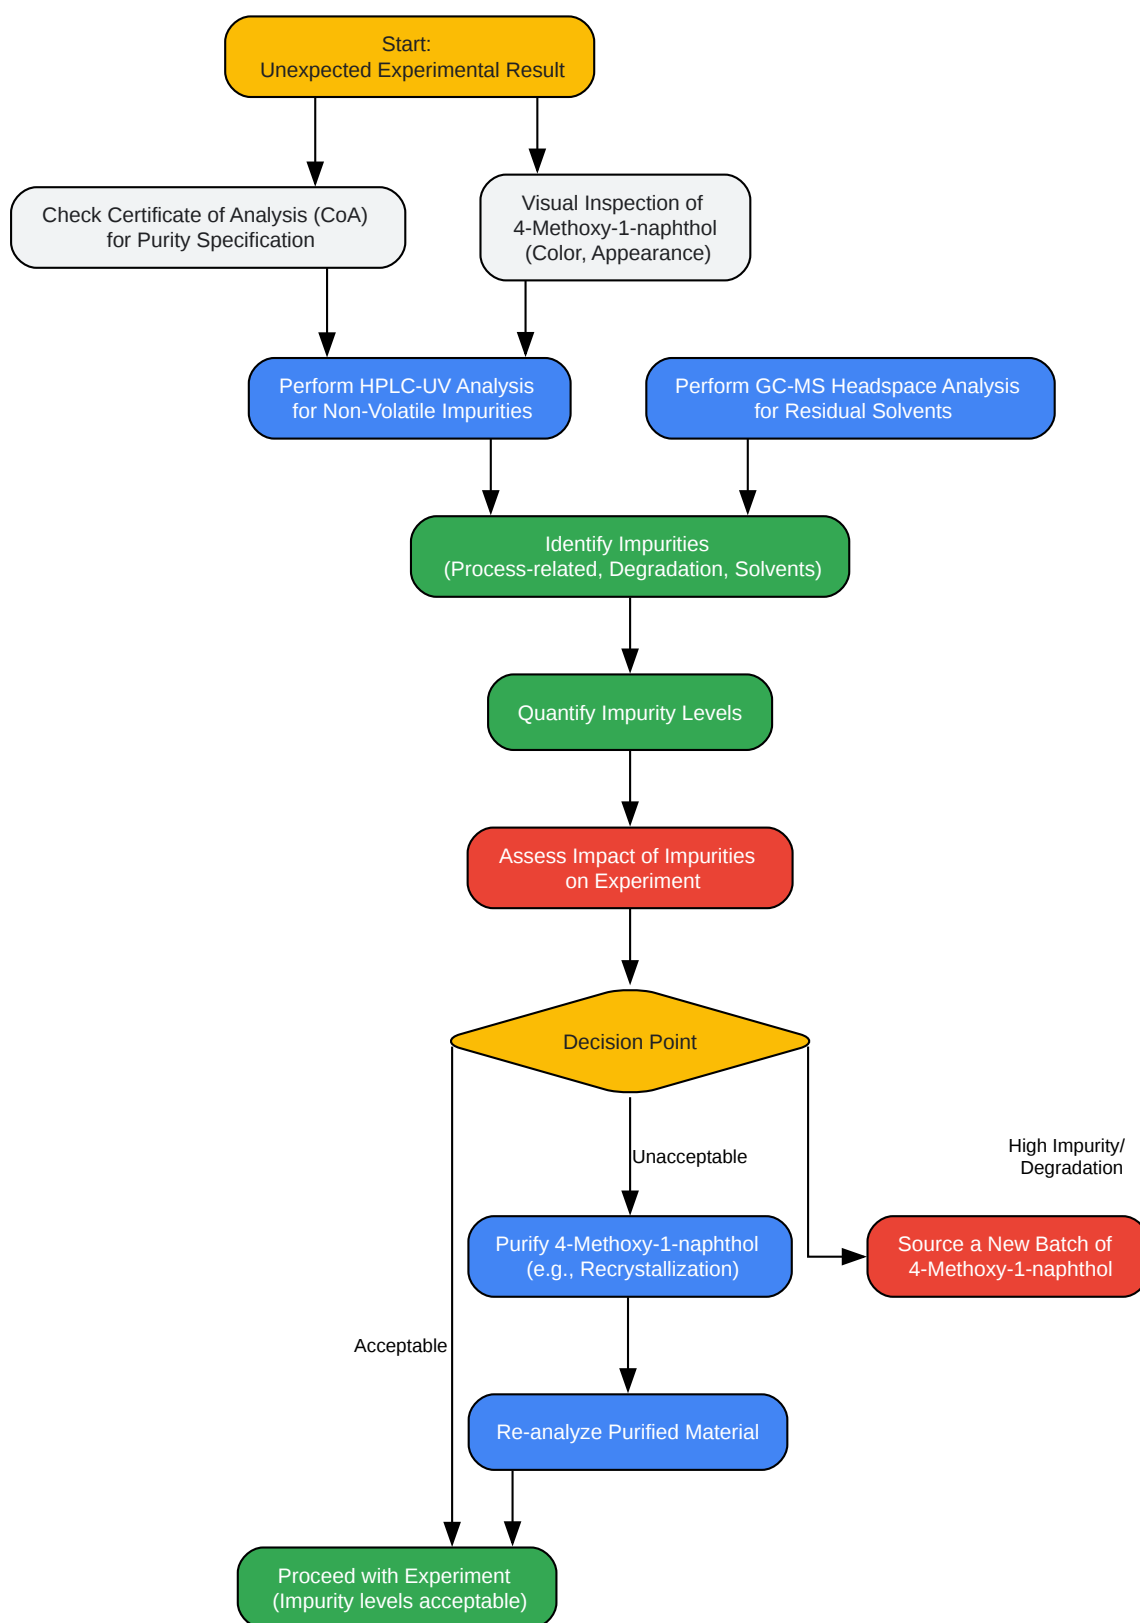 Start:
Unexpected Experimental Result
Check Certificate of Analysis (CoA)
for Purity Specification
Visual Inspection of
4-Methoxy-1-naphthol
(Color, Appearance)
Perform HPLC-UV Analysis
for Non-Volatile Impurities
Perform GC-MS Headspace Analysis
for Residual Solvents
Identify Impurities
(Process-related, Degradation, Solvents)
Quantify Impurity Levels
Assess Impact of Impurities
on Experiment
Decision Point
Unacceptable
High Impurity/
Degradation
Purify 4-Methoxy-1-naphthol
(e.g., Recrystallization)
Source a New Batch of
4-Methoxy-1-naphthol
Acceptable
Re-analyze Purified Material
Proceed with Experiment
(Impurity levels acceptable)